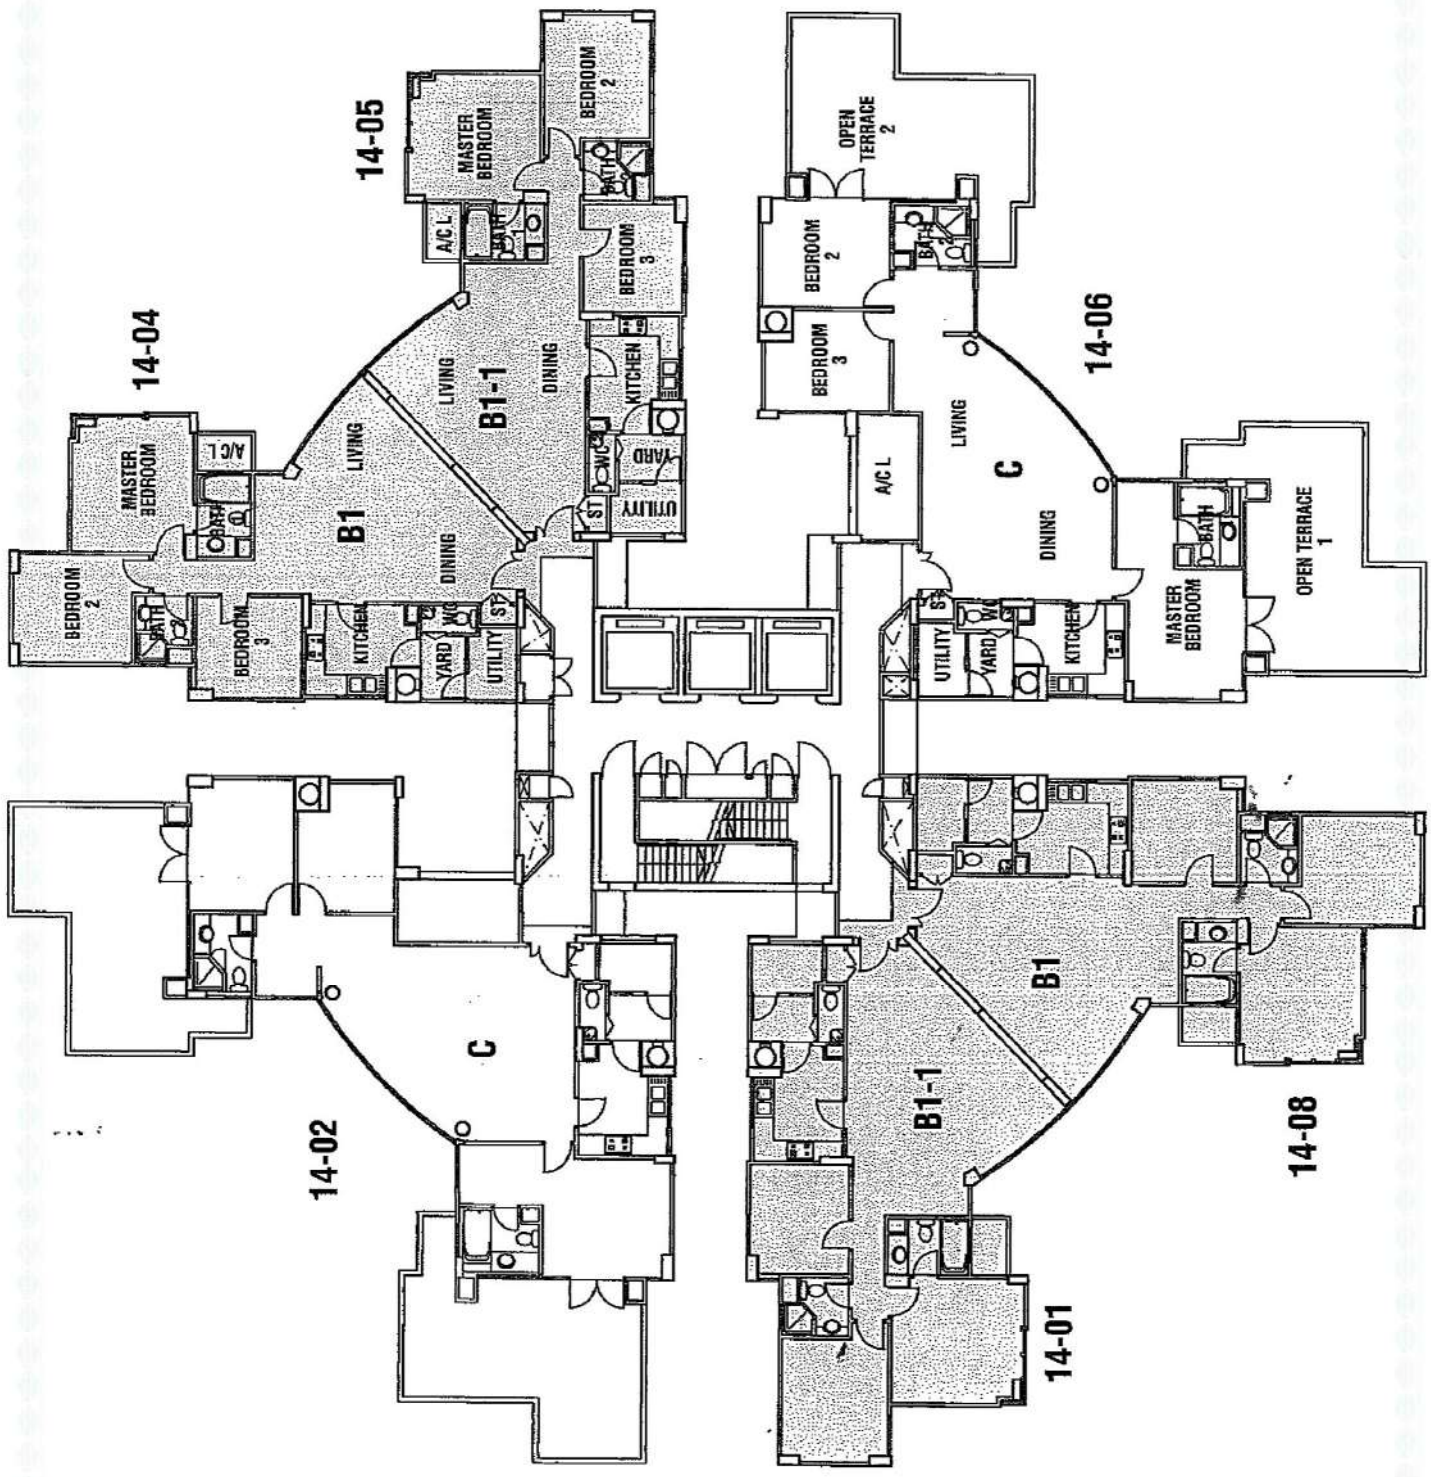 14-05
MASTER
BEDROOM
BEDROOM
2
BATH
A/C L
BATH
1
BEDROOM
3
LIVING
DINING
B1-1
KITCHEN
WC
YARD
UTILITY
ST
14-04
MASTER
BEDROOM
A/C L
BEDROOM
2
BATH
BATH
BEDROOM
3
LIVING
B1
DINING
KITCHEN
WC
ST
YARD
UTILITY
OPEN
TERRACE
2
BEDROOM
2
BATH
2
BEDROOM
3
14-06
LIVING
A/C L
C
DINING
ST
WC
UTILITY
YARD
KITCHEN
BATH
MASTER
BEDROOM
OPEN TERRACE
1
C
14-02
B1
B1-1
14-08
14-01